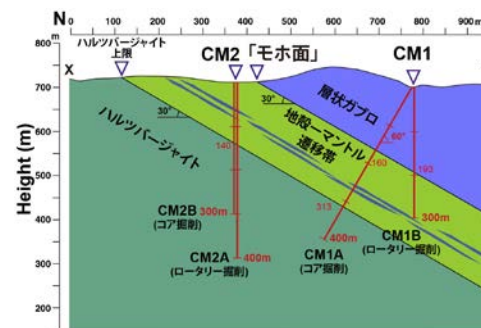 N
0 m 100 200 300 400 500 600 700 800 900
800 m
700
600
500
400
300
200
Height (m)
X
ハルツバージャイト
上限
CM2「モホ面」
CM1
30°
30°
60°
層状ガブロ
地殻ーマントル
遷移帯
ハルツバージャイト
140
160
193
313
300m
CM2B
(コア掘削)
400m
CM2A
(ロータリー掘削)
400m
CM1A
(コア掘削)
300m
CM1B
(ロータリー掘削)